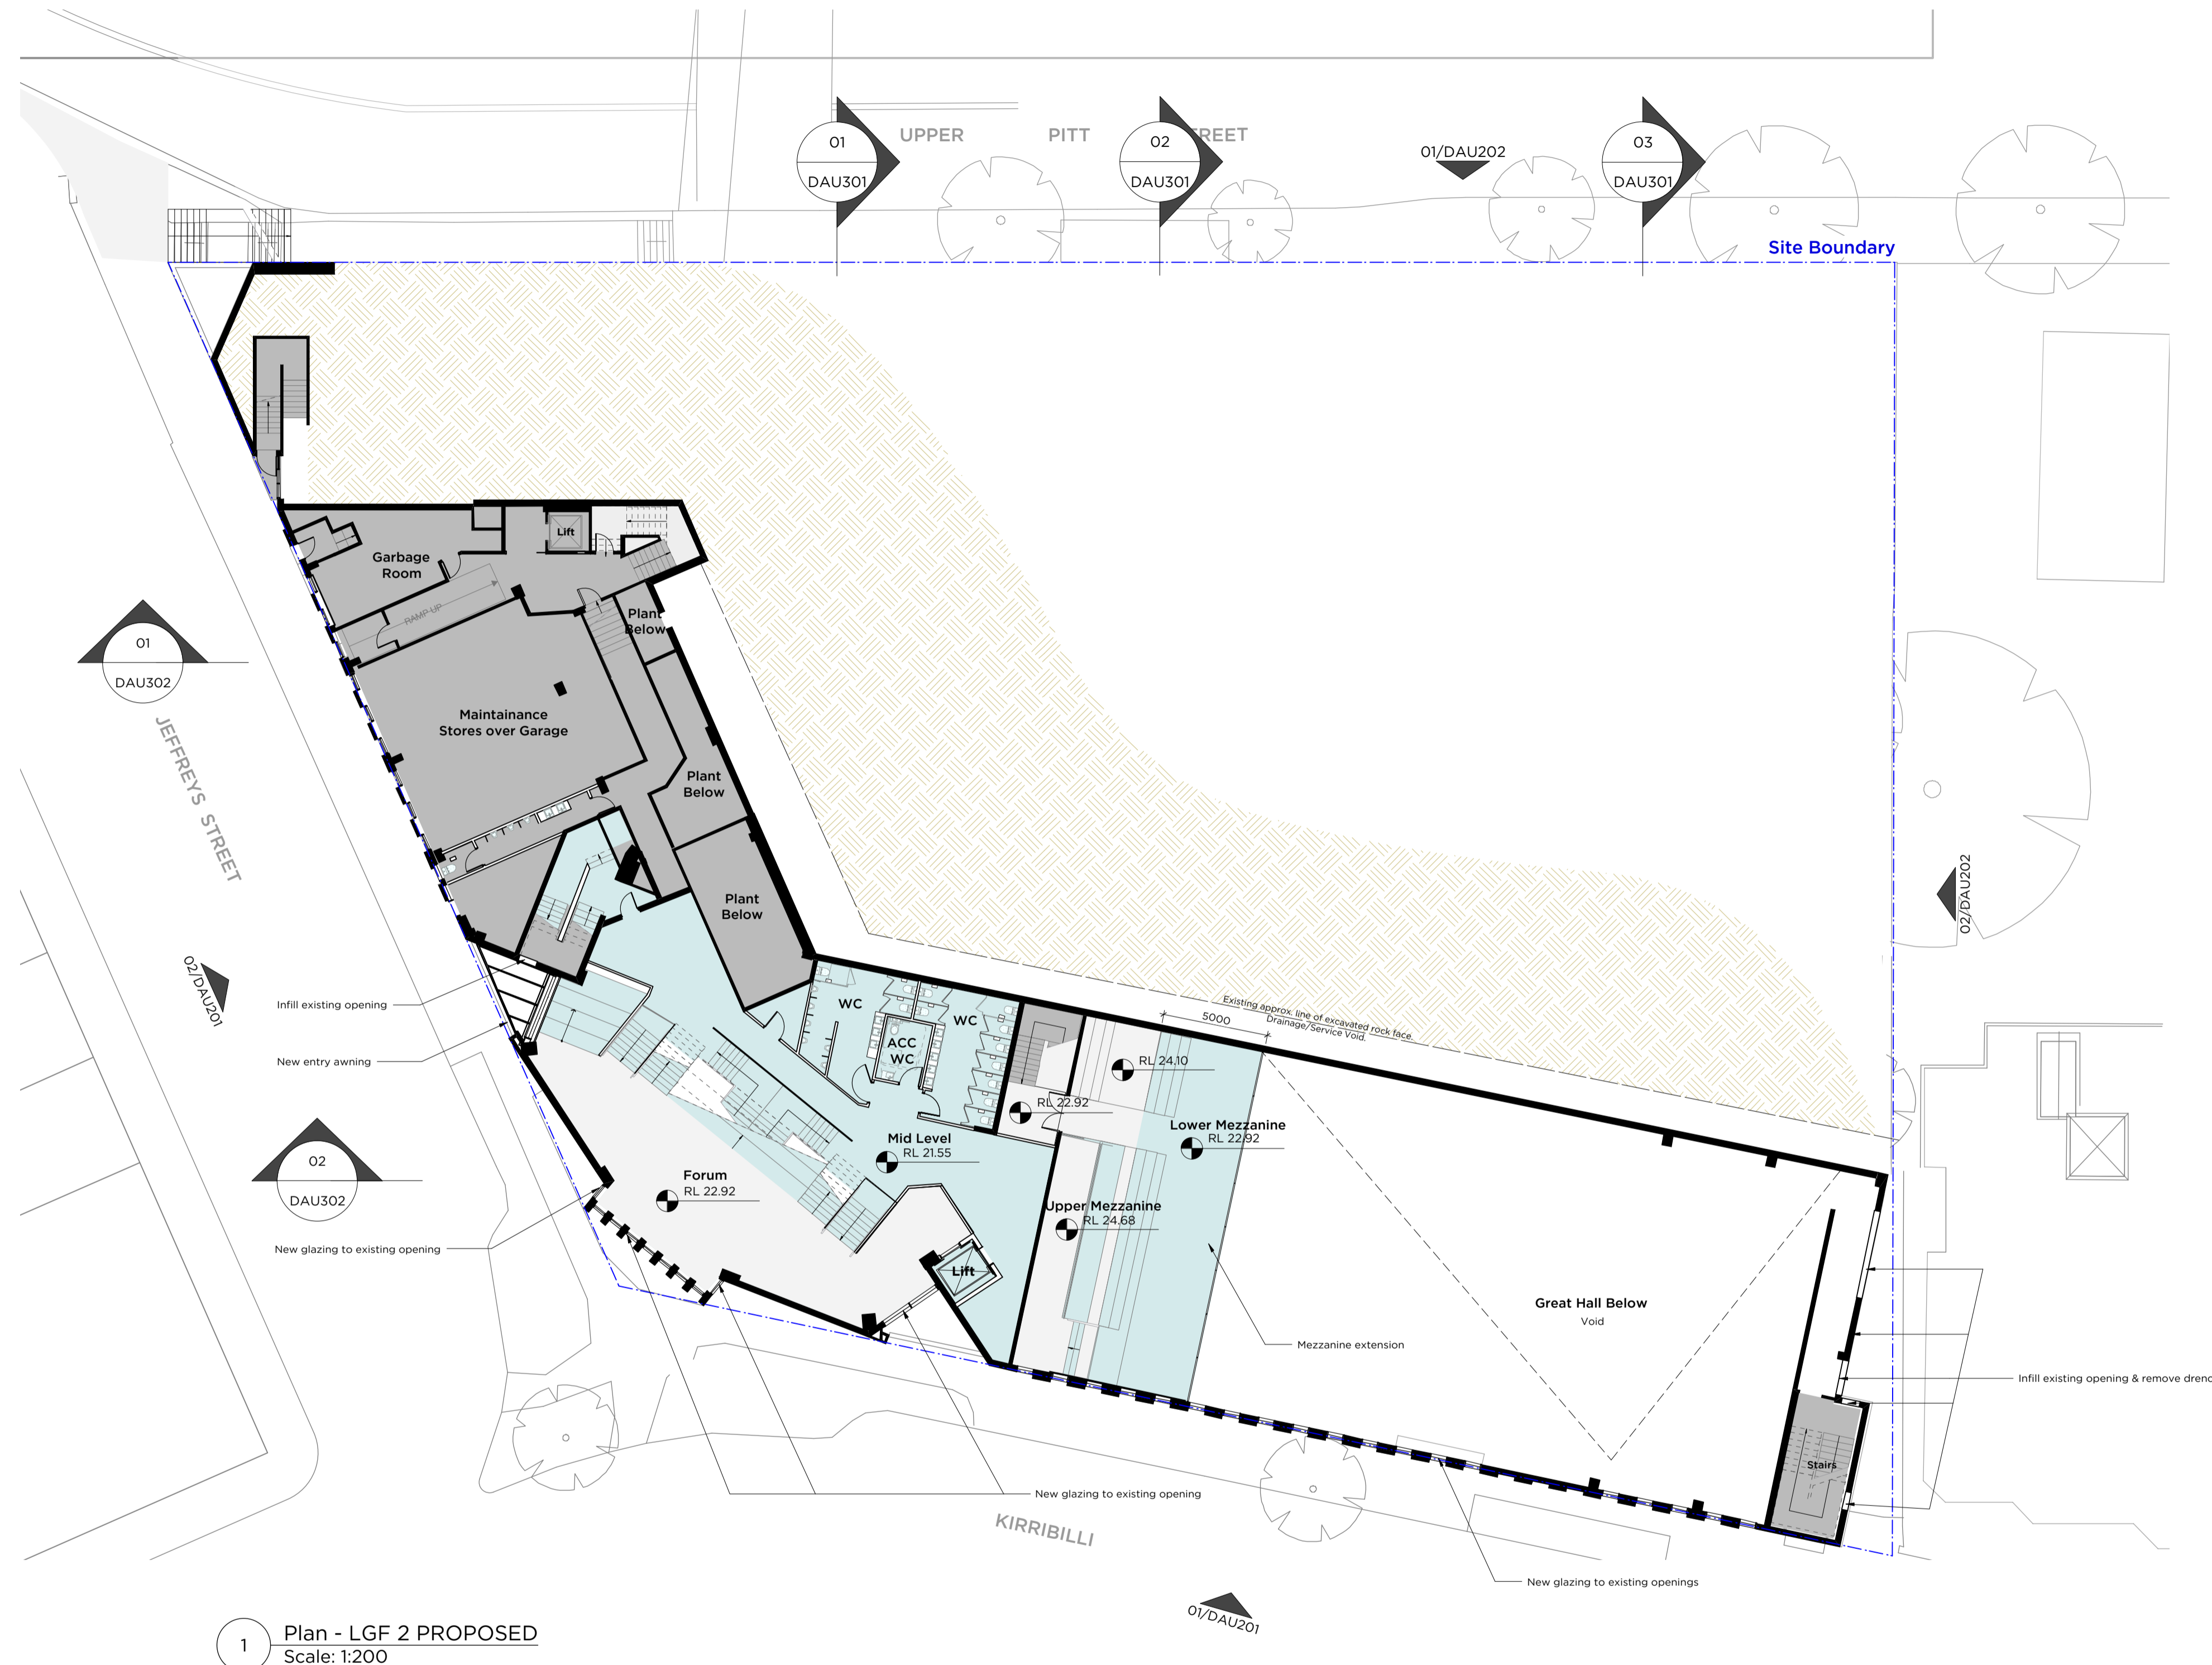 UPPER PITT
01
DAU301
02
DAU301
01/DAU202
03
DAU301
Site Boundary
Lift
Garbage
Room
RAMP UP
Plant
Below
01
DAU302
JEFFREYS STREET
Maintainance
Stores over Garage
Plant
Below
Plant
Below
02/DAU202
02/DAU201
Infill existing opening
New entry awning
WC
WC
ACC
WC
Existing approx. line of excavated rock face.
Drainage/Service Void.
5000
RL 24.10
RL 22.92
Lower Mezzanine
RL 22.92
Mid Level
RL 21.55
02
DAU302
Forum
RL 22.92
Upper Mezzanine
RL 24.68
New glazing to existing opening
Lift
Great Hall Below
Void
Mezzanine extension
Infill existing opening & remove
Stairs
New glazing to existing opening
KIRRIBILLI
New glazing to existing openings
01/DAU201
1
Plan - LGF 2 PROPOSED
Scale: 1:200